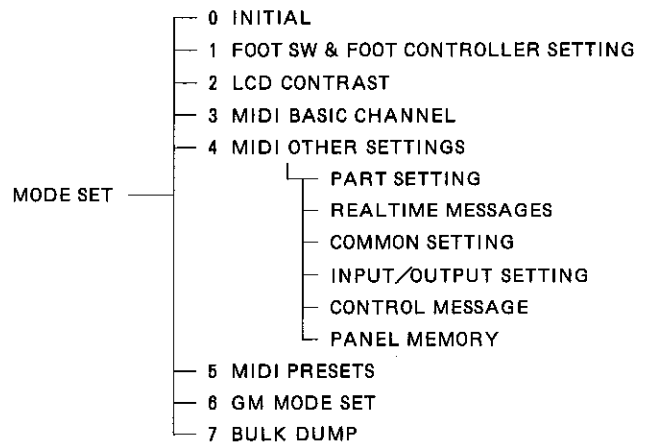 0 INITIAL
1 FOOT SW & FOOT CONTROLLER SETTING
2 LCD CONTRAST
3 MIDI BASIC CHANNEL
4 MIDI OTHER SETTINGS
PART SETTING
MODE SET
REALTIME MESSAGES
COMMON SETTING
INPUT/OUTPUT SETTING
CONTROL MESSAGE
PANEL MEMORY
5 MIDI PRESETS
6 GM MODE SET
7 BULK DUMP